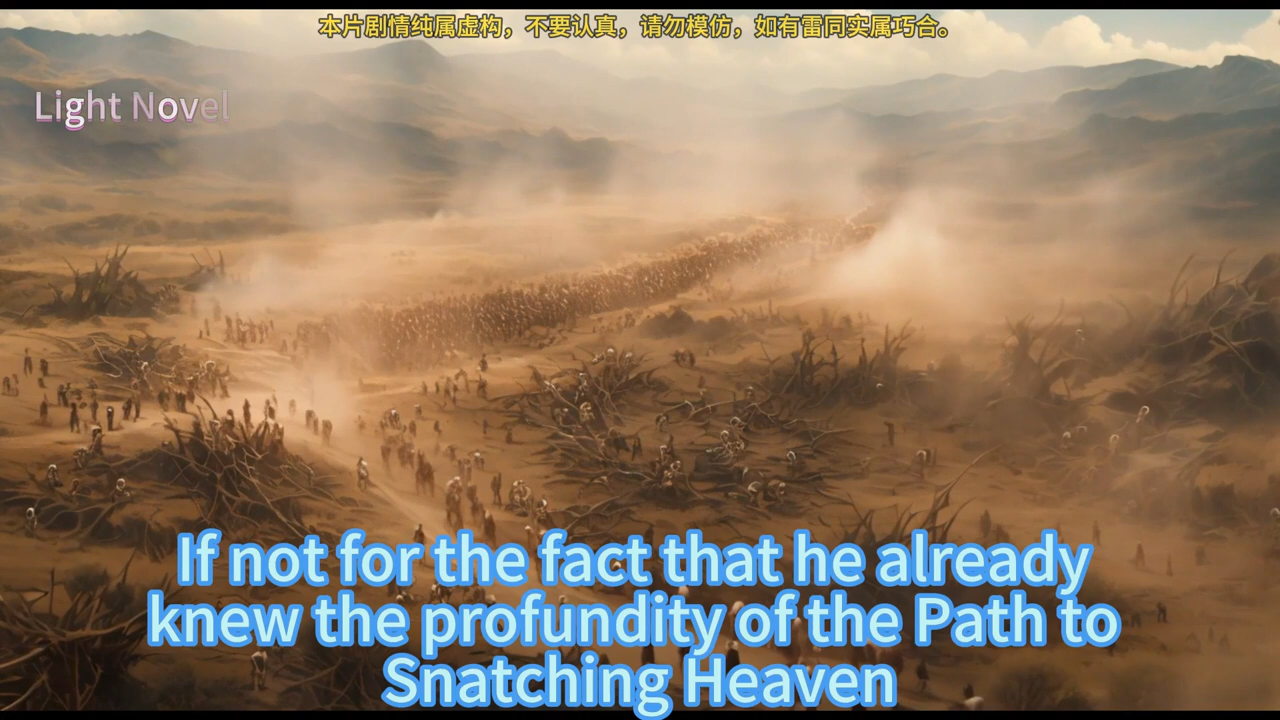 本片剧情纯属虚构，不要认真，请勿模仿，如有雷同实属巧合。
Light Novel
If not for the fact that he already
knew the profundity of the Path to
Snatching Heaven